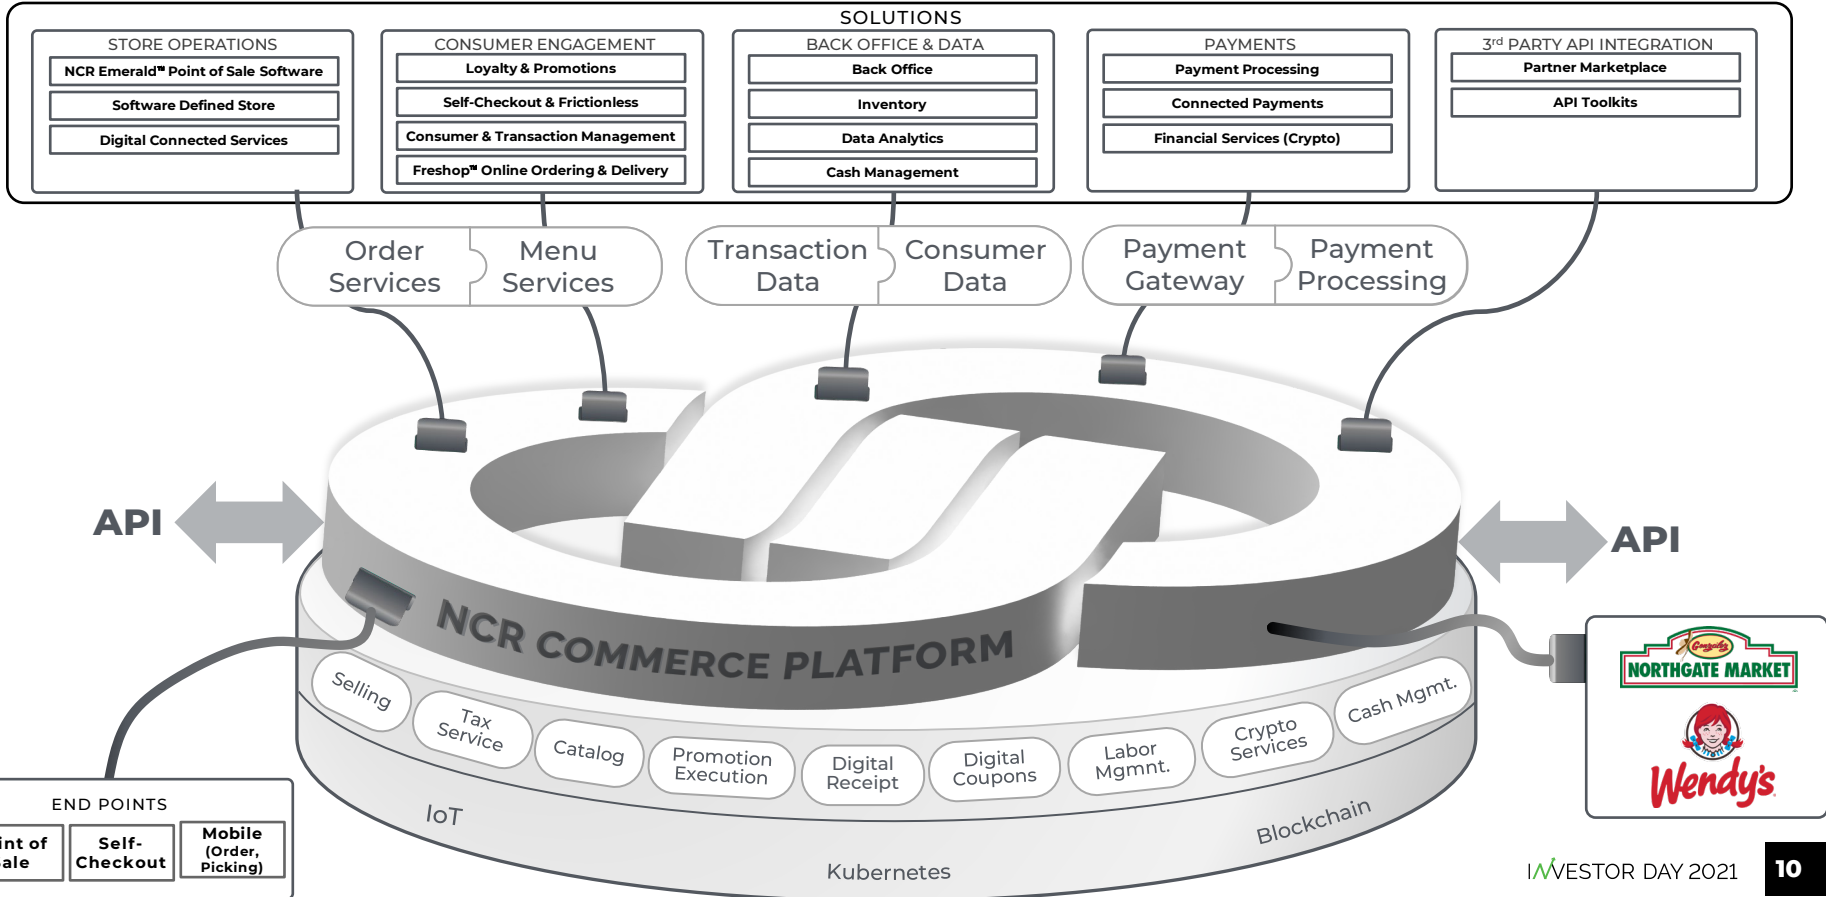 SOLUTIONS
STORE OPERATIONS
NCR Emerald™ Point of Sale Software
Software Defined Store
Digital Connected Services
CONSUMER ENGAGEMENT
Loyalty & Promotions
Self-Checkout & Frictionless
Consumer & Transaction Management
Freshop™ Online Ordering & Delivery
BACK OFFICE & DATA
Back Office
Inventory
Data Analytics
Cash Management
PAYMENTS
Payment Processing
Connected Payments
Financial Services (Crypto)
3rd PARTY API INTEGRATION
Partner Marketplace
API Toolkits
Order
Services
Menu
Services
Transaction
Data
Consumer
Data
Payment
Gateway
Payment
Processing
API
API
NCR COMMERCE PLATFORM
Selling
Tax
Service
Catalog
Promotion
Execution
Digital
Receipt
Digital
Coupons
Labor
Mgmnt.
Crypto
Services
Cash Mgmt.
IoT
Kubernetes
Blockchain
END POINTS
int of
ale
Self-
Checkout
Mobile
(Order,
Picking)
Gonzalez
NORTHGATE MARKET
Wendy's
INVESTOR DAY 2021
10